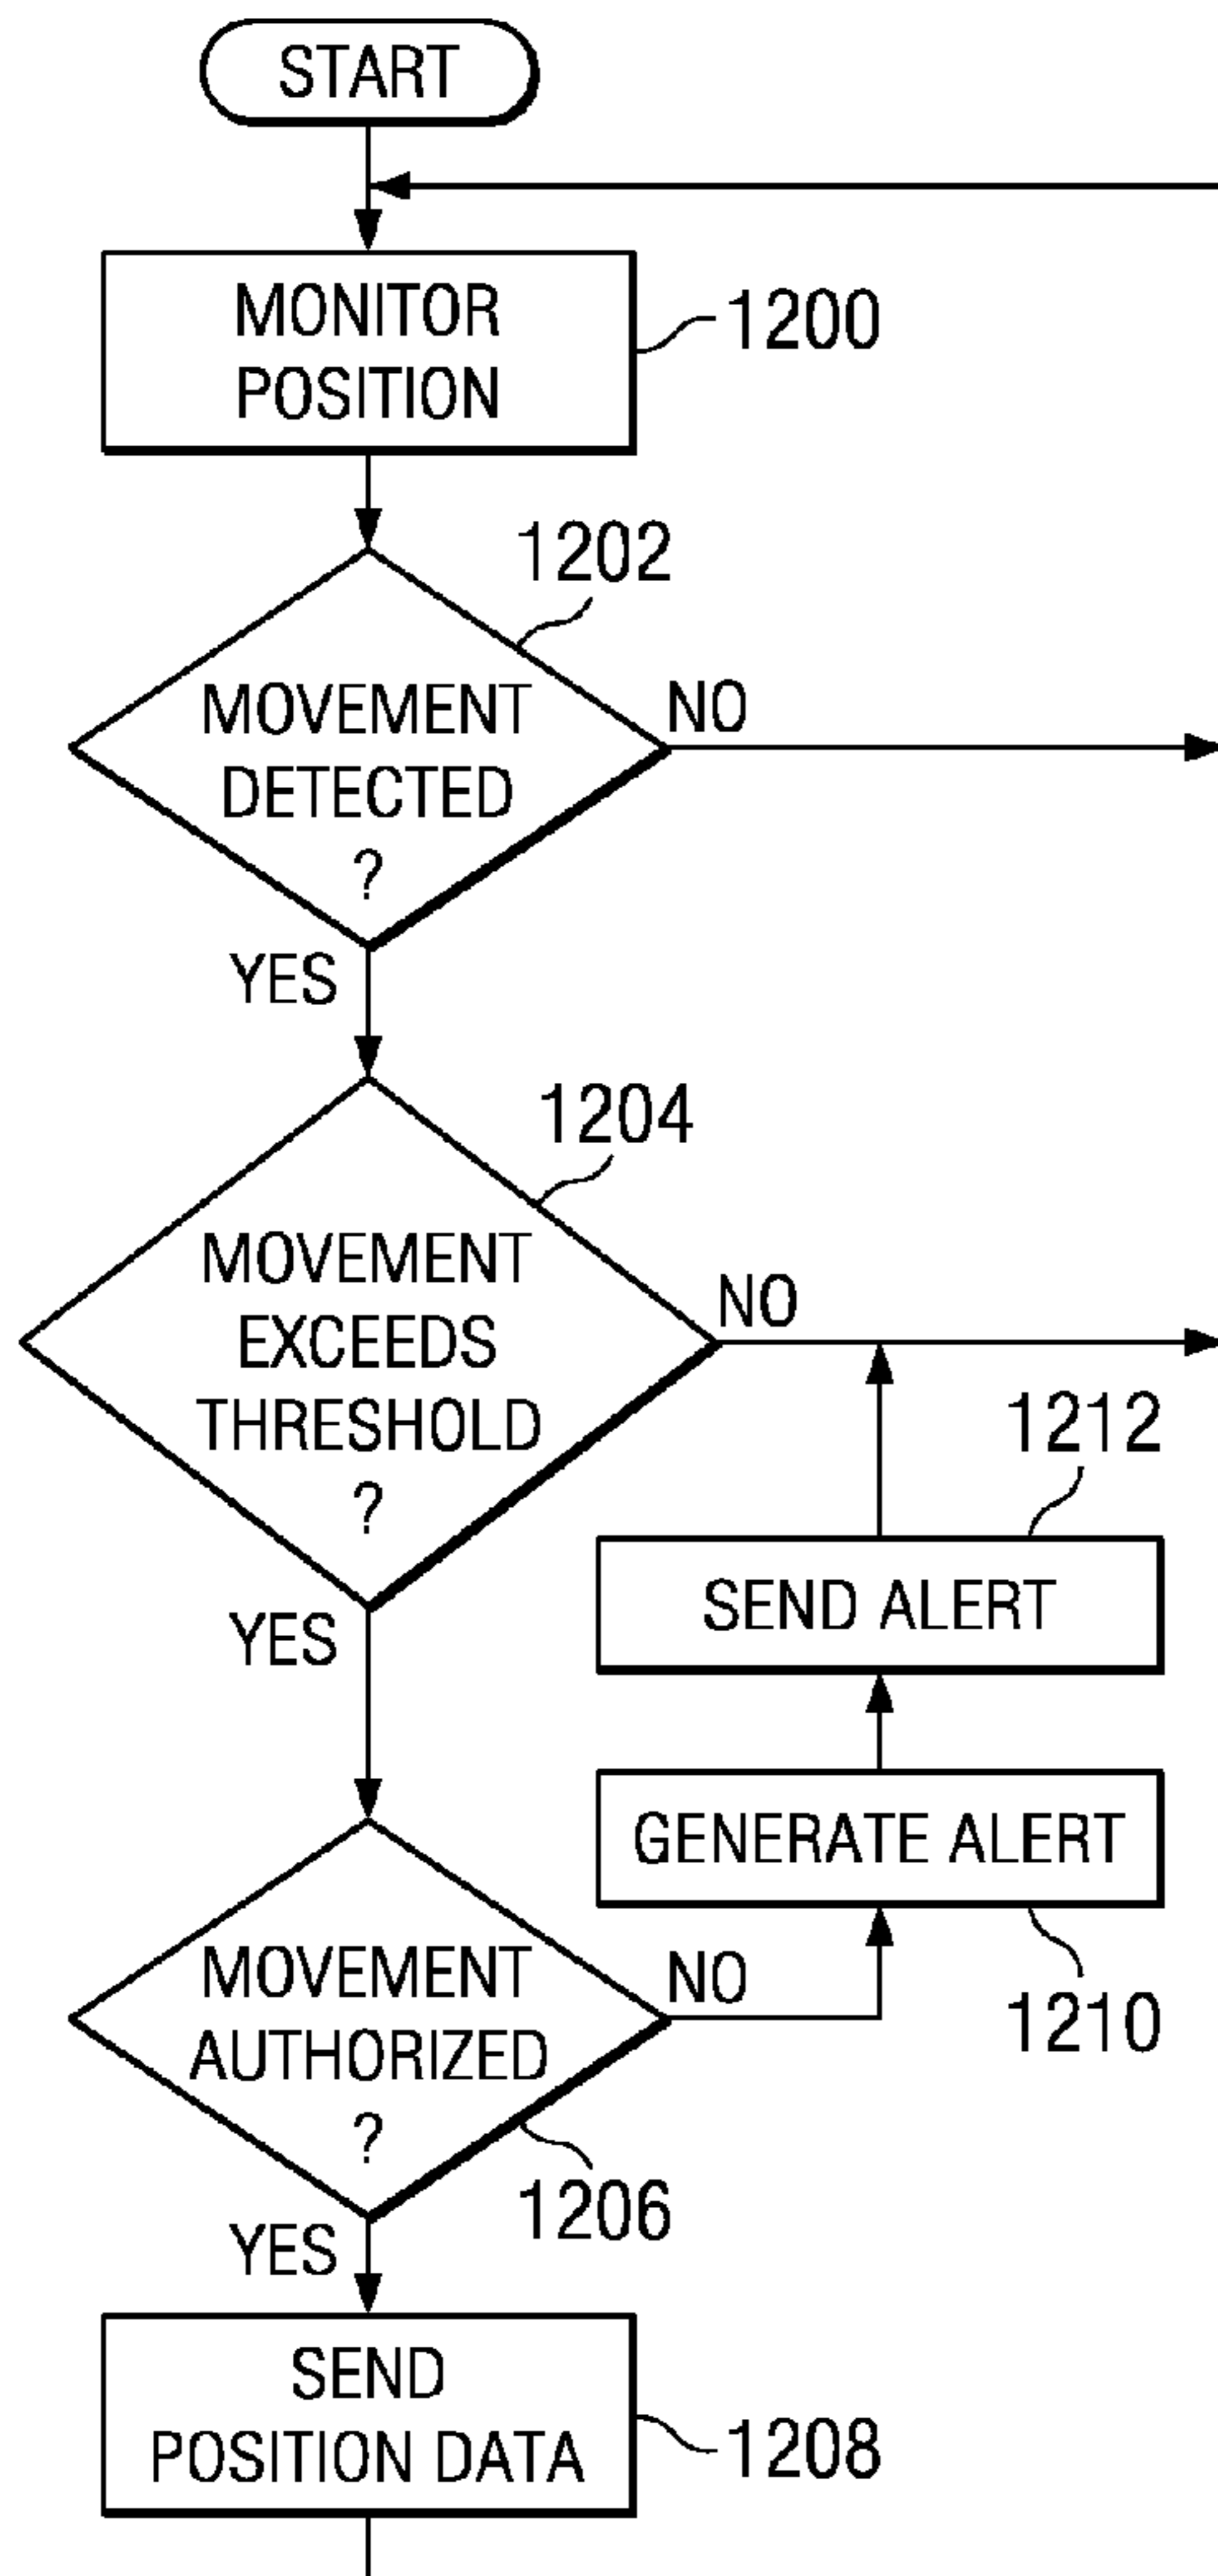 START
MONITOR
POSITION
1200
1202
MOVEMENT
DETECTED
?
NO
YES
1204
MOVEMENT
EXCEEDS
THRESHOLD
?
NO
YES
1212
SEND ALERT
GENERATE ALERT
1210
MOVEMENT
AUTHORIZED
?
NO
1206
YES
SEND
POSITION DATA
1208